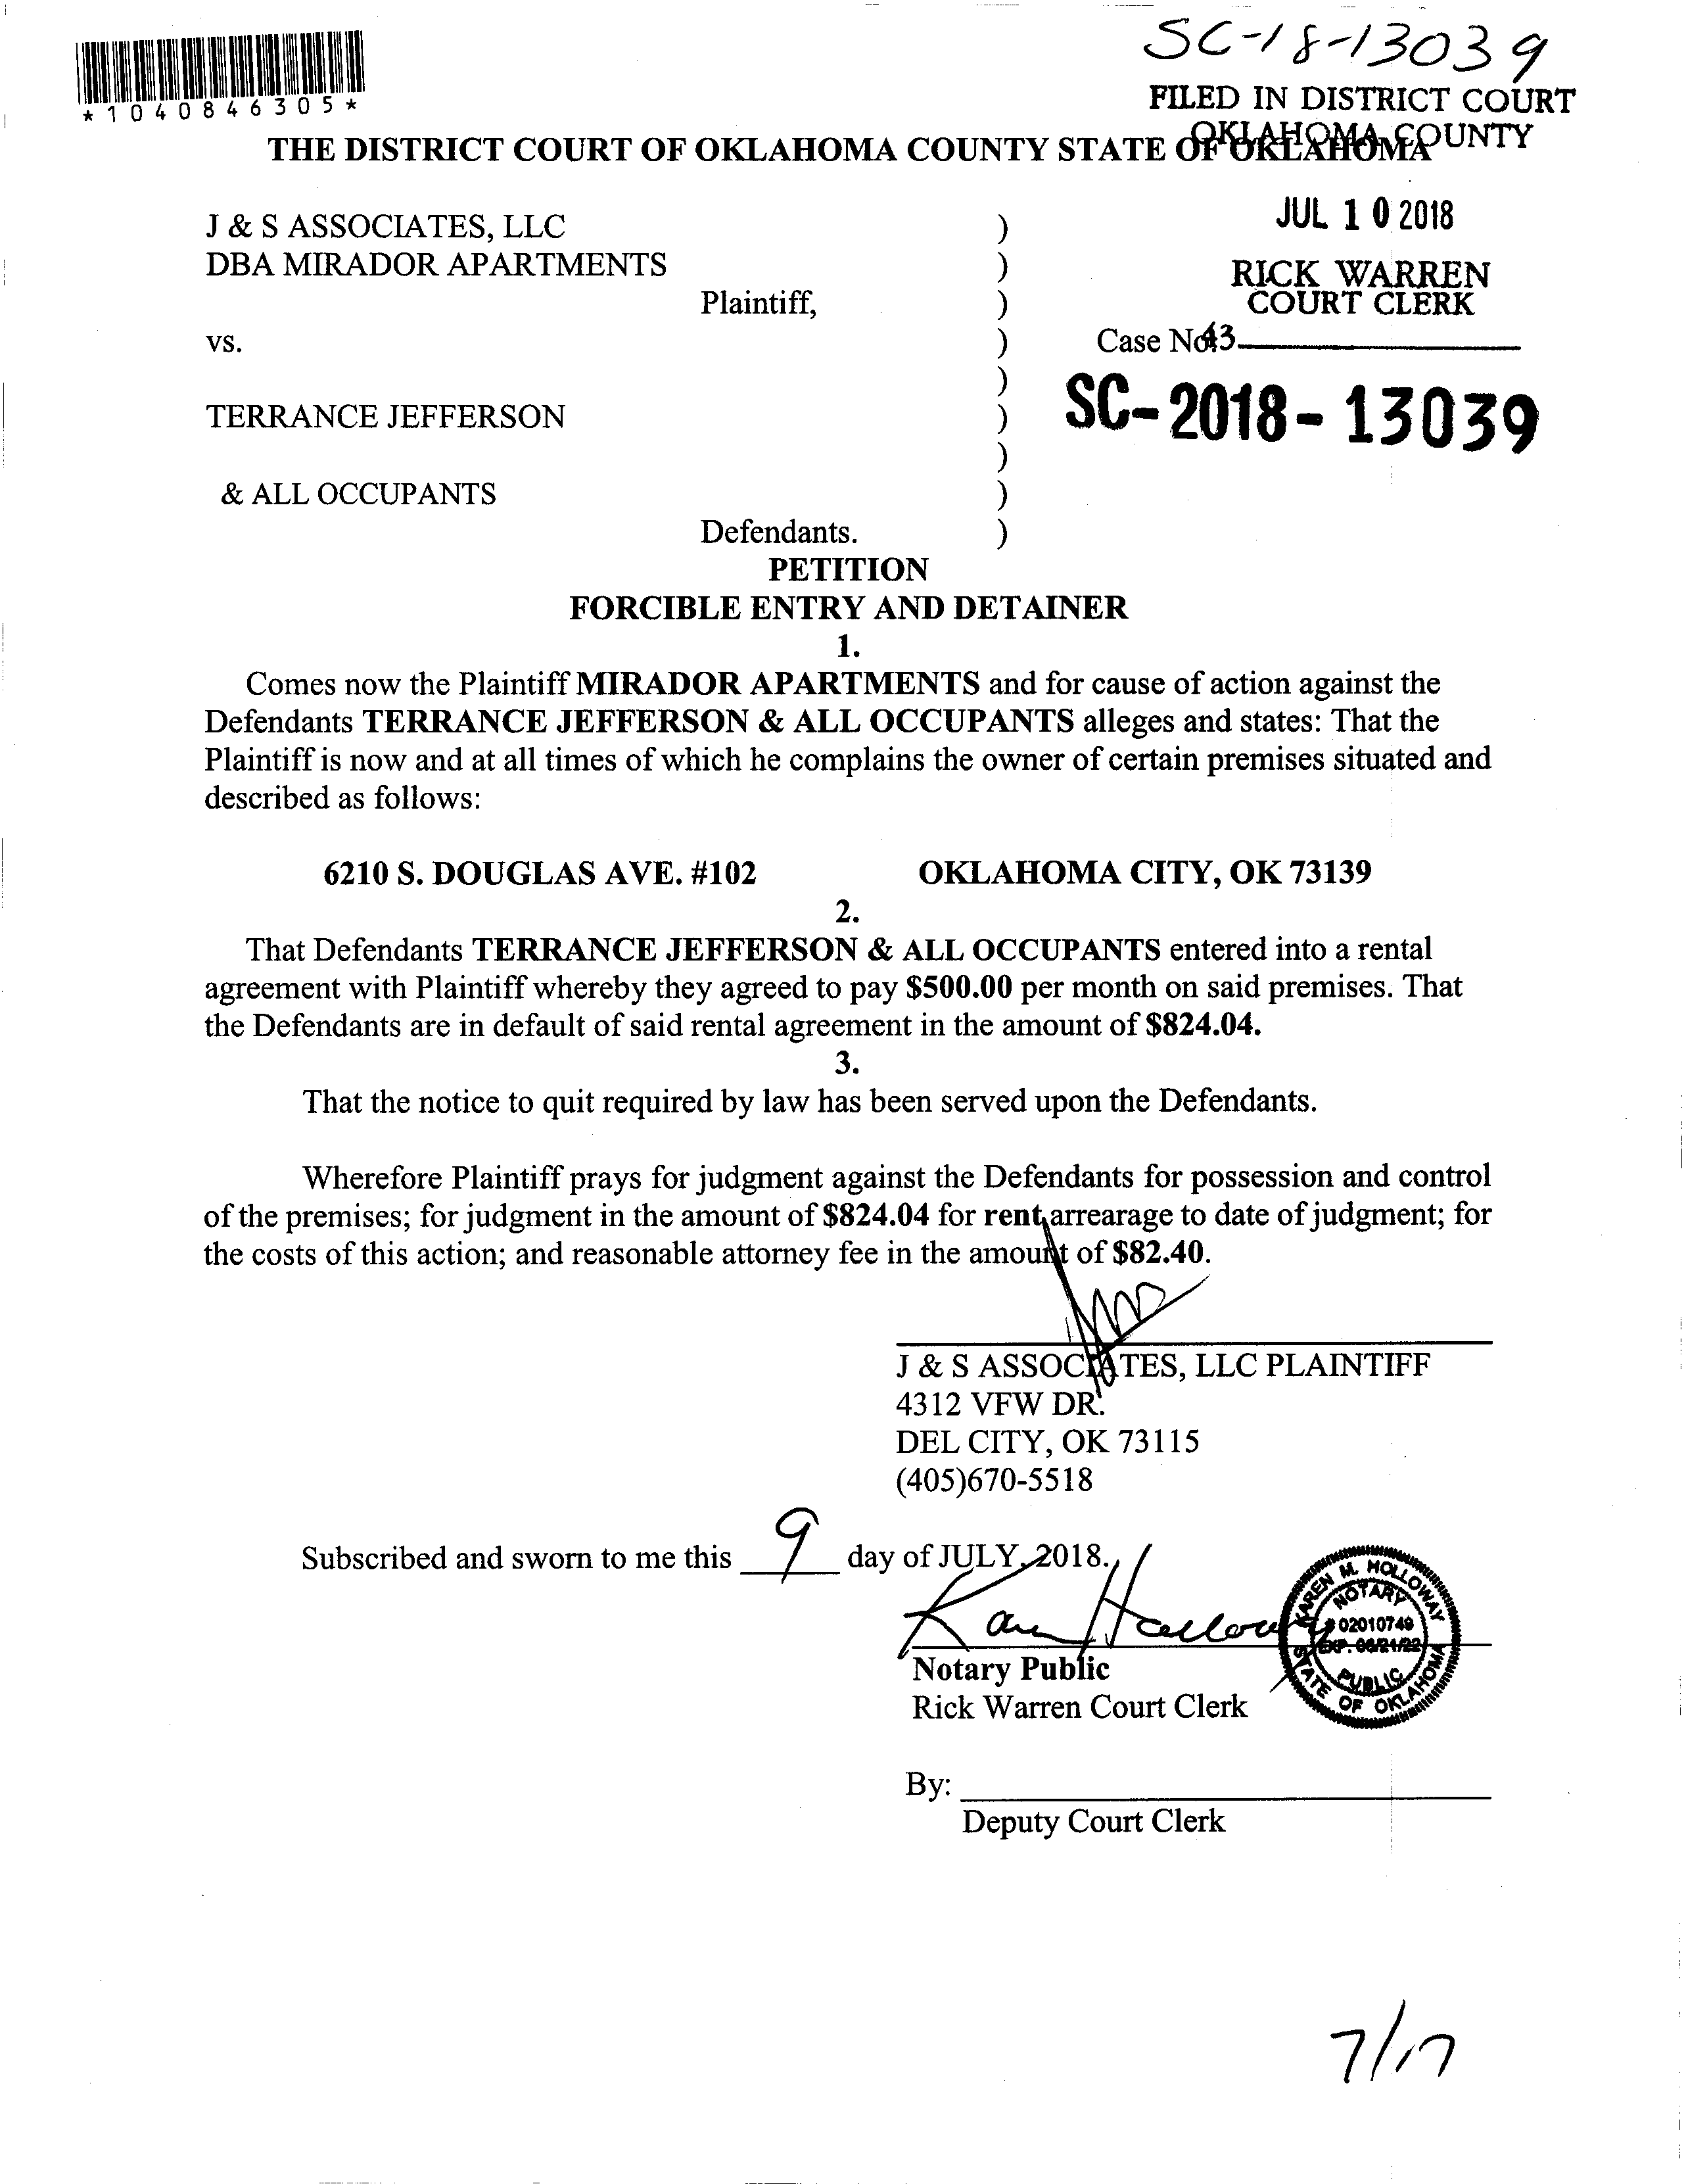 SC-18-13039
*1040846305*
FILED IN DISTRICT COURT
OKLAHOMA COUNTY
THE DISTRICT COURT OF OKLAHOMA COUNTY STATE OF OKLAHOMA
JUL 10 2018
J & S ASSOCIATES, LLC )
DBA MIRADOR APARTMENTS )
RICK WARREN
COURT CLERK
Plaintiff, )
vs. ) Case No. 43
)
TERRANCE JEFFERSON ) SC-2018-13039
)
& ALL OCCUPANTS )
Defendants. )
PETITION
FORCIBLE ENTRY AND DETAINER
1.
Comes now the Plaintiff MIRADOR APARTMENTS and for cause of action against the
Defendants TERRANCE JEFFERSON & ALL OCCUPANTS alleges and states: That the
Plaintiff is now and at all times of which he complains the owner of certain premises situated and
described as follows:
6210 S. DOUGLAS AVE. #102 OKLAHOMA CITY, OK 73139
2.
That Defendants TERRANCE JEFFERSON & ALL OCCUPANTS entered into a rental
agreement with Plaintiff whereby they agreed to pay $500.00 per month on said premises. That
the Defendants are in default of said rental agreement in the amount of $824.04.
3.
That the notice to quit required by law has been served upon the Defendants.
Wherefore Plaintiff prays for judgment against the Defendants for possession and control
of the premises; for judgment in the amount of $824.04 for rent arrearage to date of judgment; for
the costs of this action; and reasonable attorney fee in the amount of $82.40.
J & S ASSOCIATES, LLC PLAINTIFF
4312 VFW DR.
DEL CITY, OK 73115
(405)670-5518
Subscribed and sworn to me this 9 day of JULY, 2018.
Karen Holloway
KAREN M. HOLLOWAY
NOTARY
# 02010749
EXP. 06/21/22
PUBLIC
STATE OF OKLAHOMA
Notary Public
Rick Warren Court Clerk
By:
Deputy Court Clerk
7/17